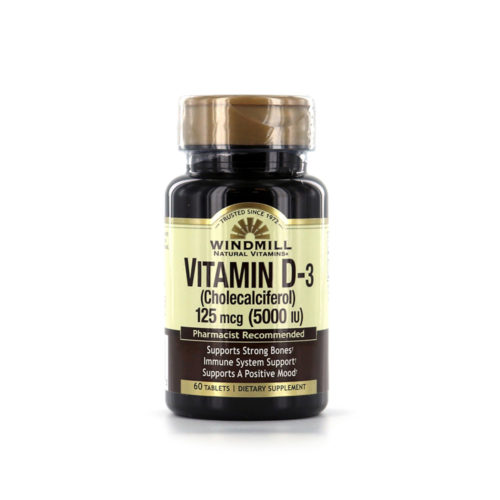 TRUSTED SINCE 1972
WINDMILL
NATURAL VITAMINS®
VITAMIN D-3
(Cholecalciferol)
125 mcg (5000 IU)
Pharmacist Recommended
Supports Strong Bones†
Immune System Support†
Supports A Positive Mood†
60 TABLETS | DIETARY SUPPLEMENT